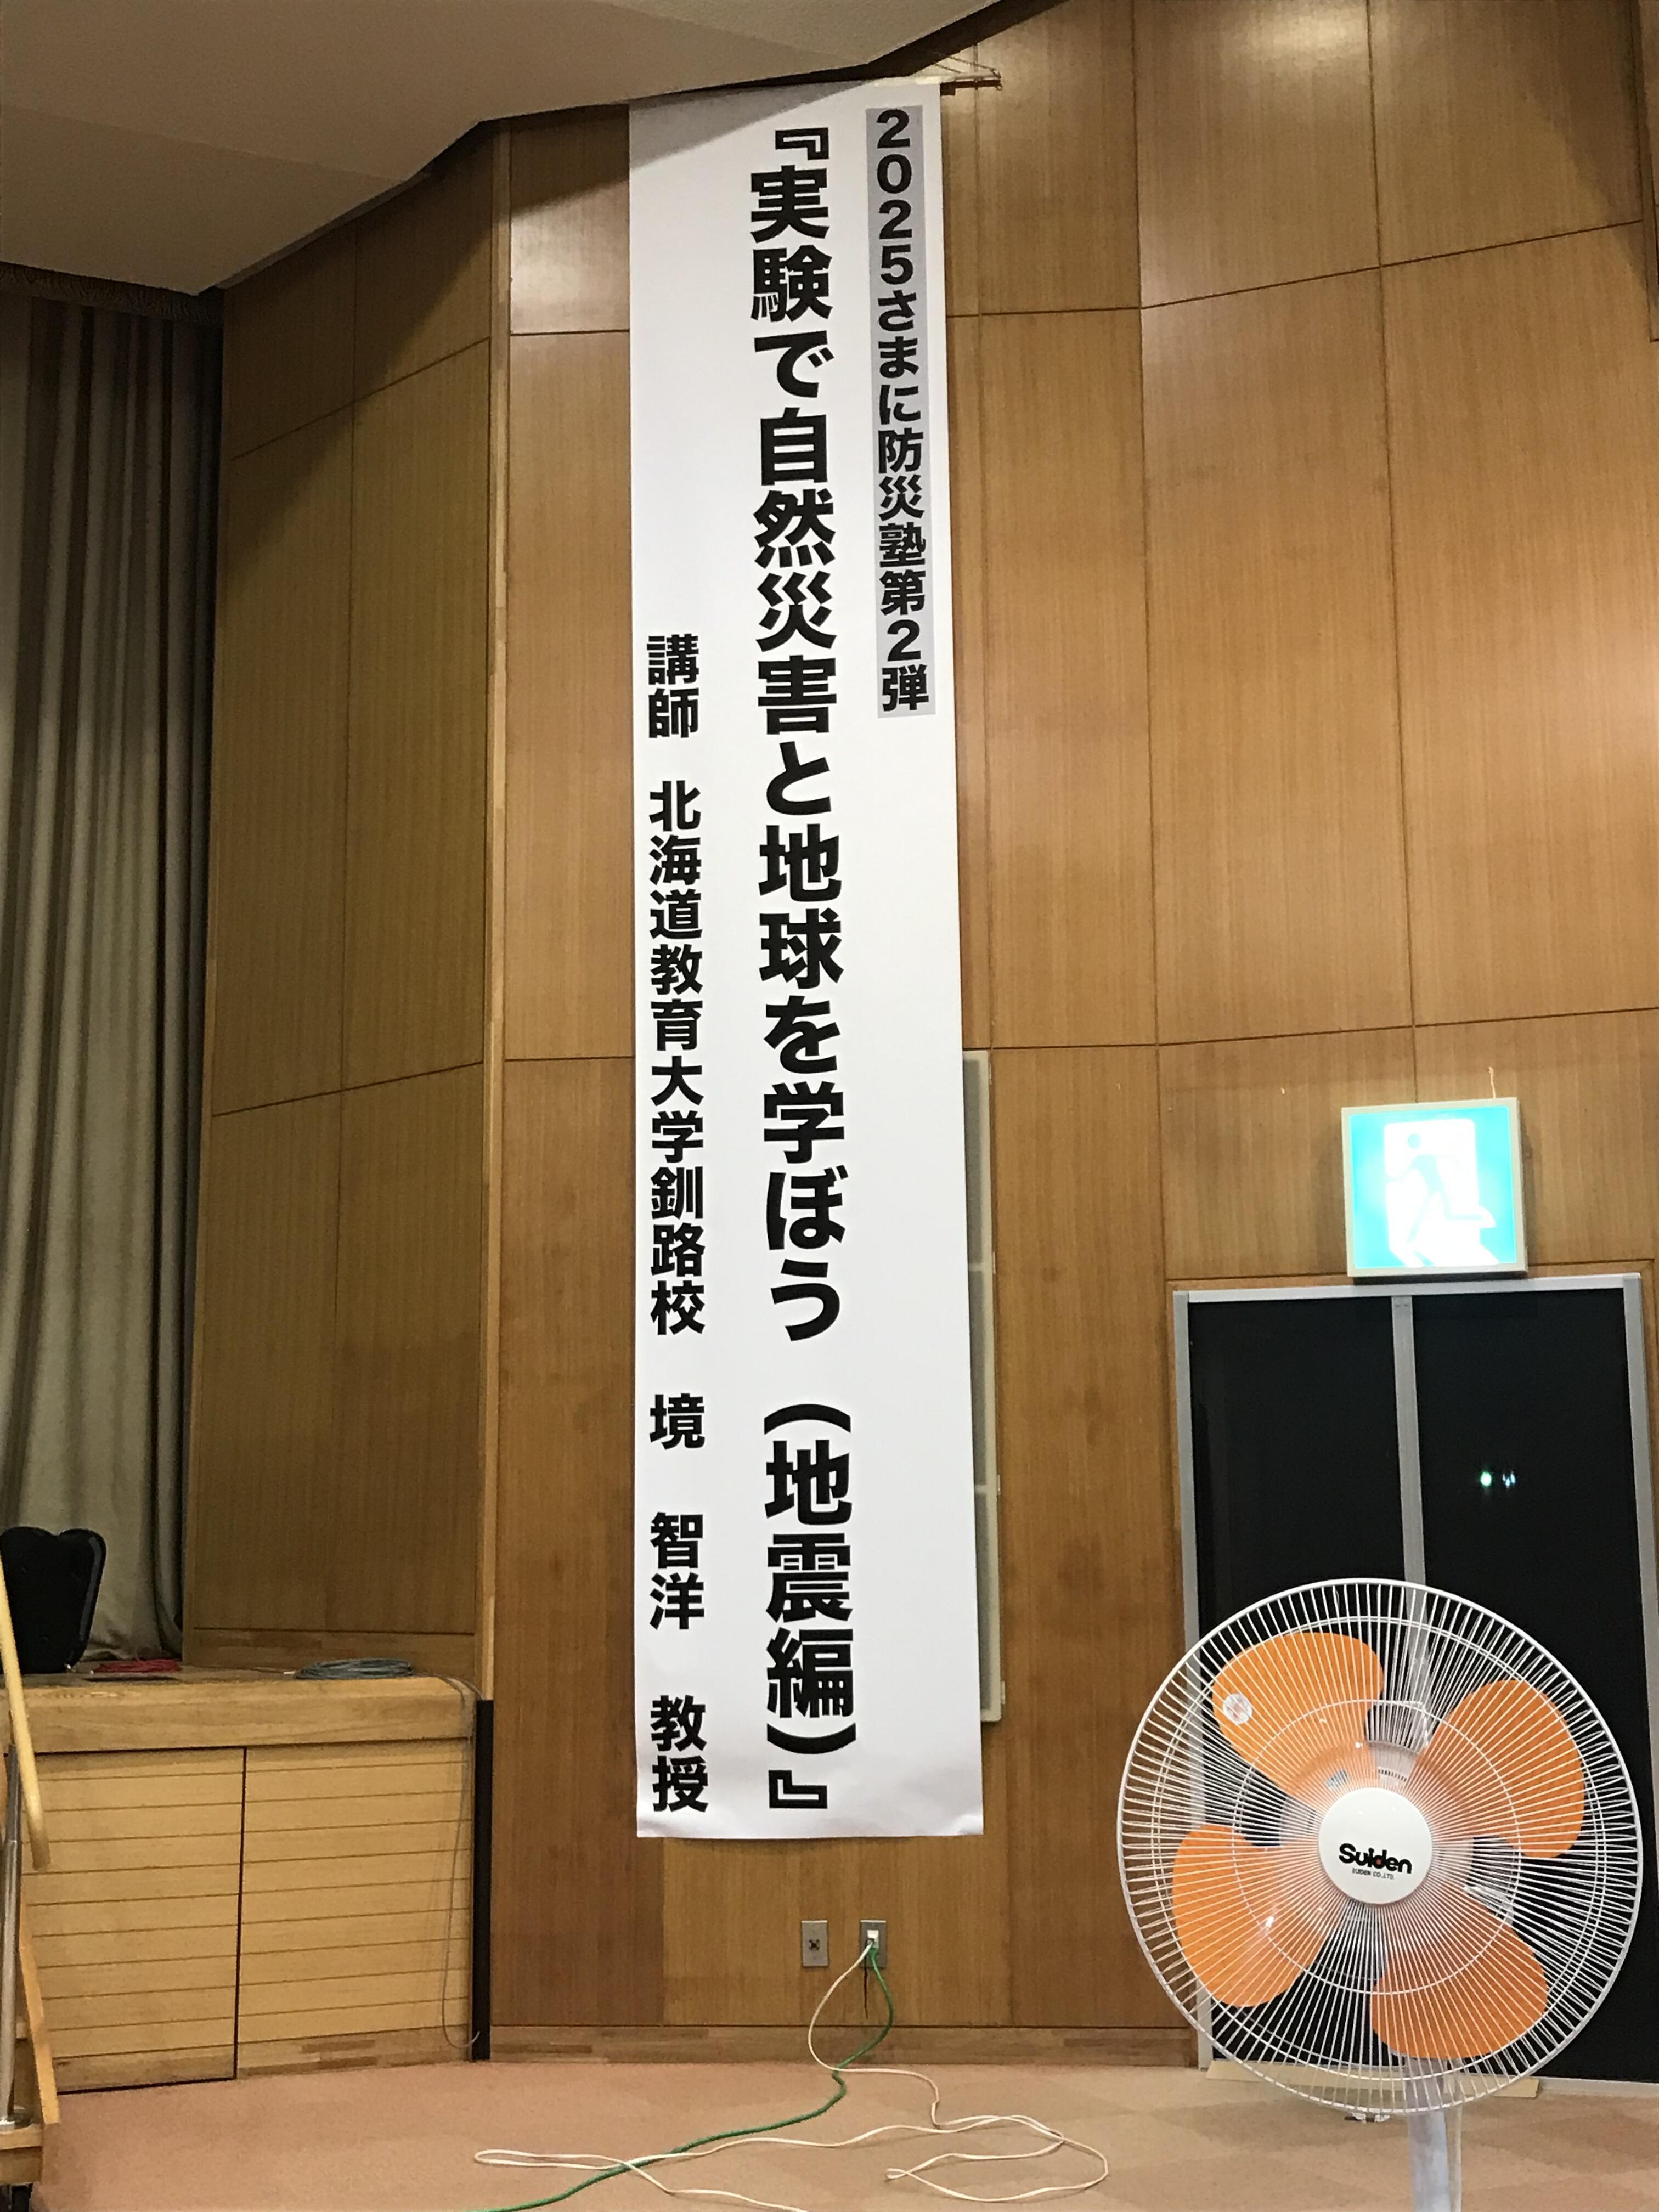 2025さまに防災塾第2弾
『実験で自然災害と地球を学ぼう（地震編）』
講師 北海道教育大学釧路校 境 智洋 教授
Suiden
SUIDEN CO.,LTD.